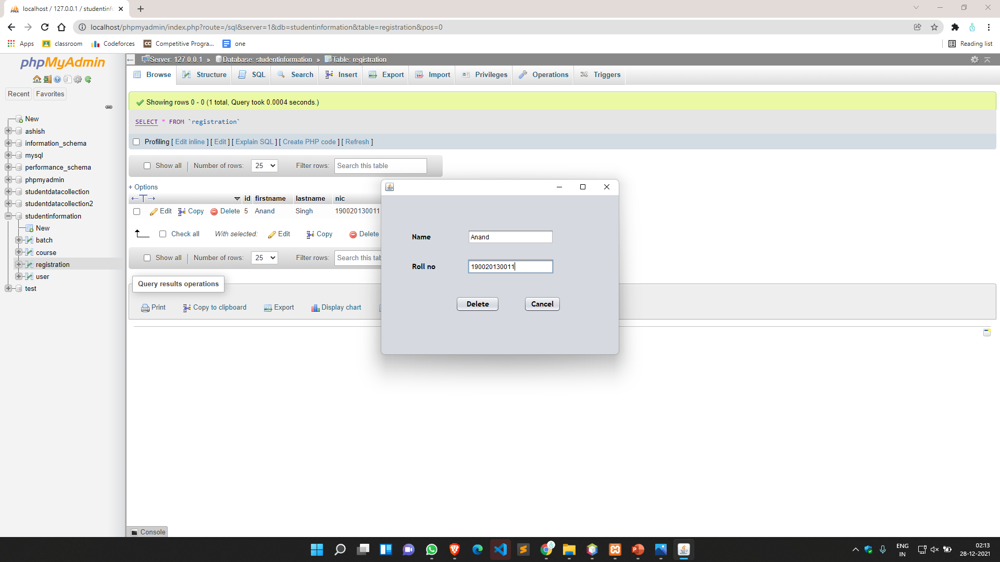 localhost / 127.0.0.1 / studentinfo
localhost/phpmyadmin/index.php?route=/sql&server=1&db=studentinformation&table=registration&pos=0
Apps classroom Codeforces CC Competitive Progra... one Reading list
phpMyAdmin
Server: 127.0.0.1 » Database: studentinformation » Table: registration
Browse Structure SQL Search Insert Export Import Privileges Operations Triggers
Recent Favorites
Showing rows 0 - 0 (1 total, Query took 0.0004 seconds.)
SELECT * FROM `registration`
Profiling [ Edit inline ] [ Edit ] [ Explain SQL ] [ Create PHP code ] [ Refresh ]
Show all Number of rows: 25 Filter rows: Search this table
+ Options
id firstname lastname nic
Edit Copy Delete 5 Anand Singh 190020130011
Check all With selected: Edit Copy Delete
Show all Number of rows: 25 Filter rows: Search this tab
Query results operations
Print Copy to clipboard Export Display chart
New
ashish
information_schema
mysql
performance_schema
phpmyadmin
studentdatacollection
studentdatacollection2
studentinformation
New
batch
course
registration
user
test
Name Anand
Roll no 190020130011
Delete Cancel
Console
ENG
IN
02:13
28-12-2021